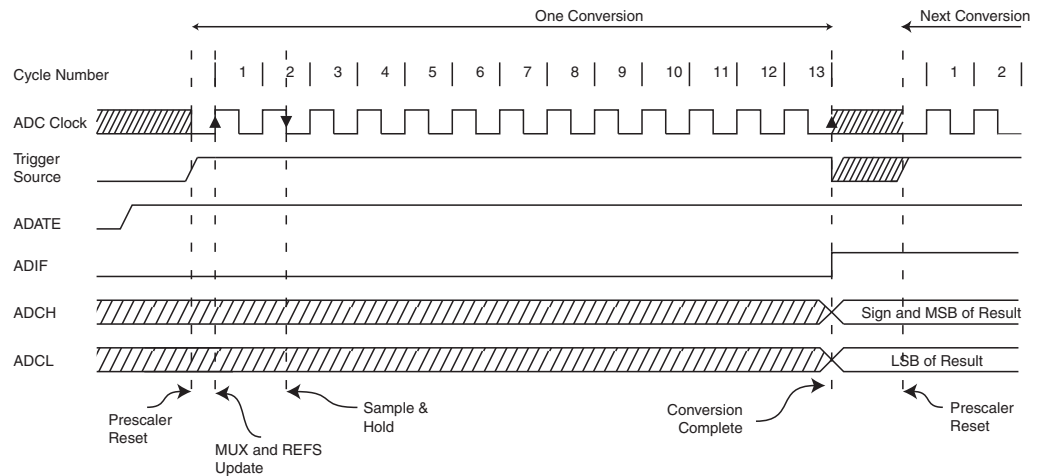 One Conversion
Next Conversion
Cycle Number
1 2 3 4 5 6 7 8 9 10 11 12 13 1 2
ADC Clock
Trigger
Source
ADATE
ADIF
ADCH
Sign and MSB of Result
ADCL
LSB of Result
Prescaler
Reset
MUX and REFS
Update
Sample &
Hold
Conversion
Complete
Prescaler
Reset